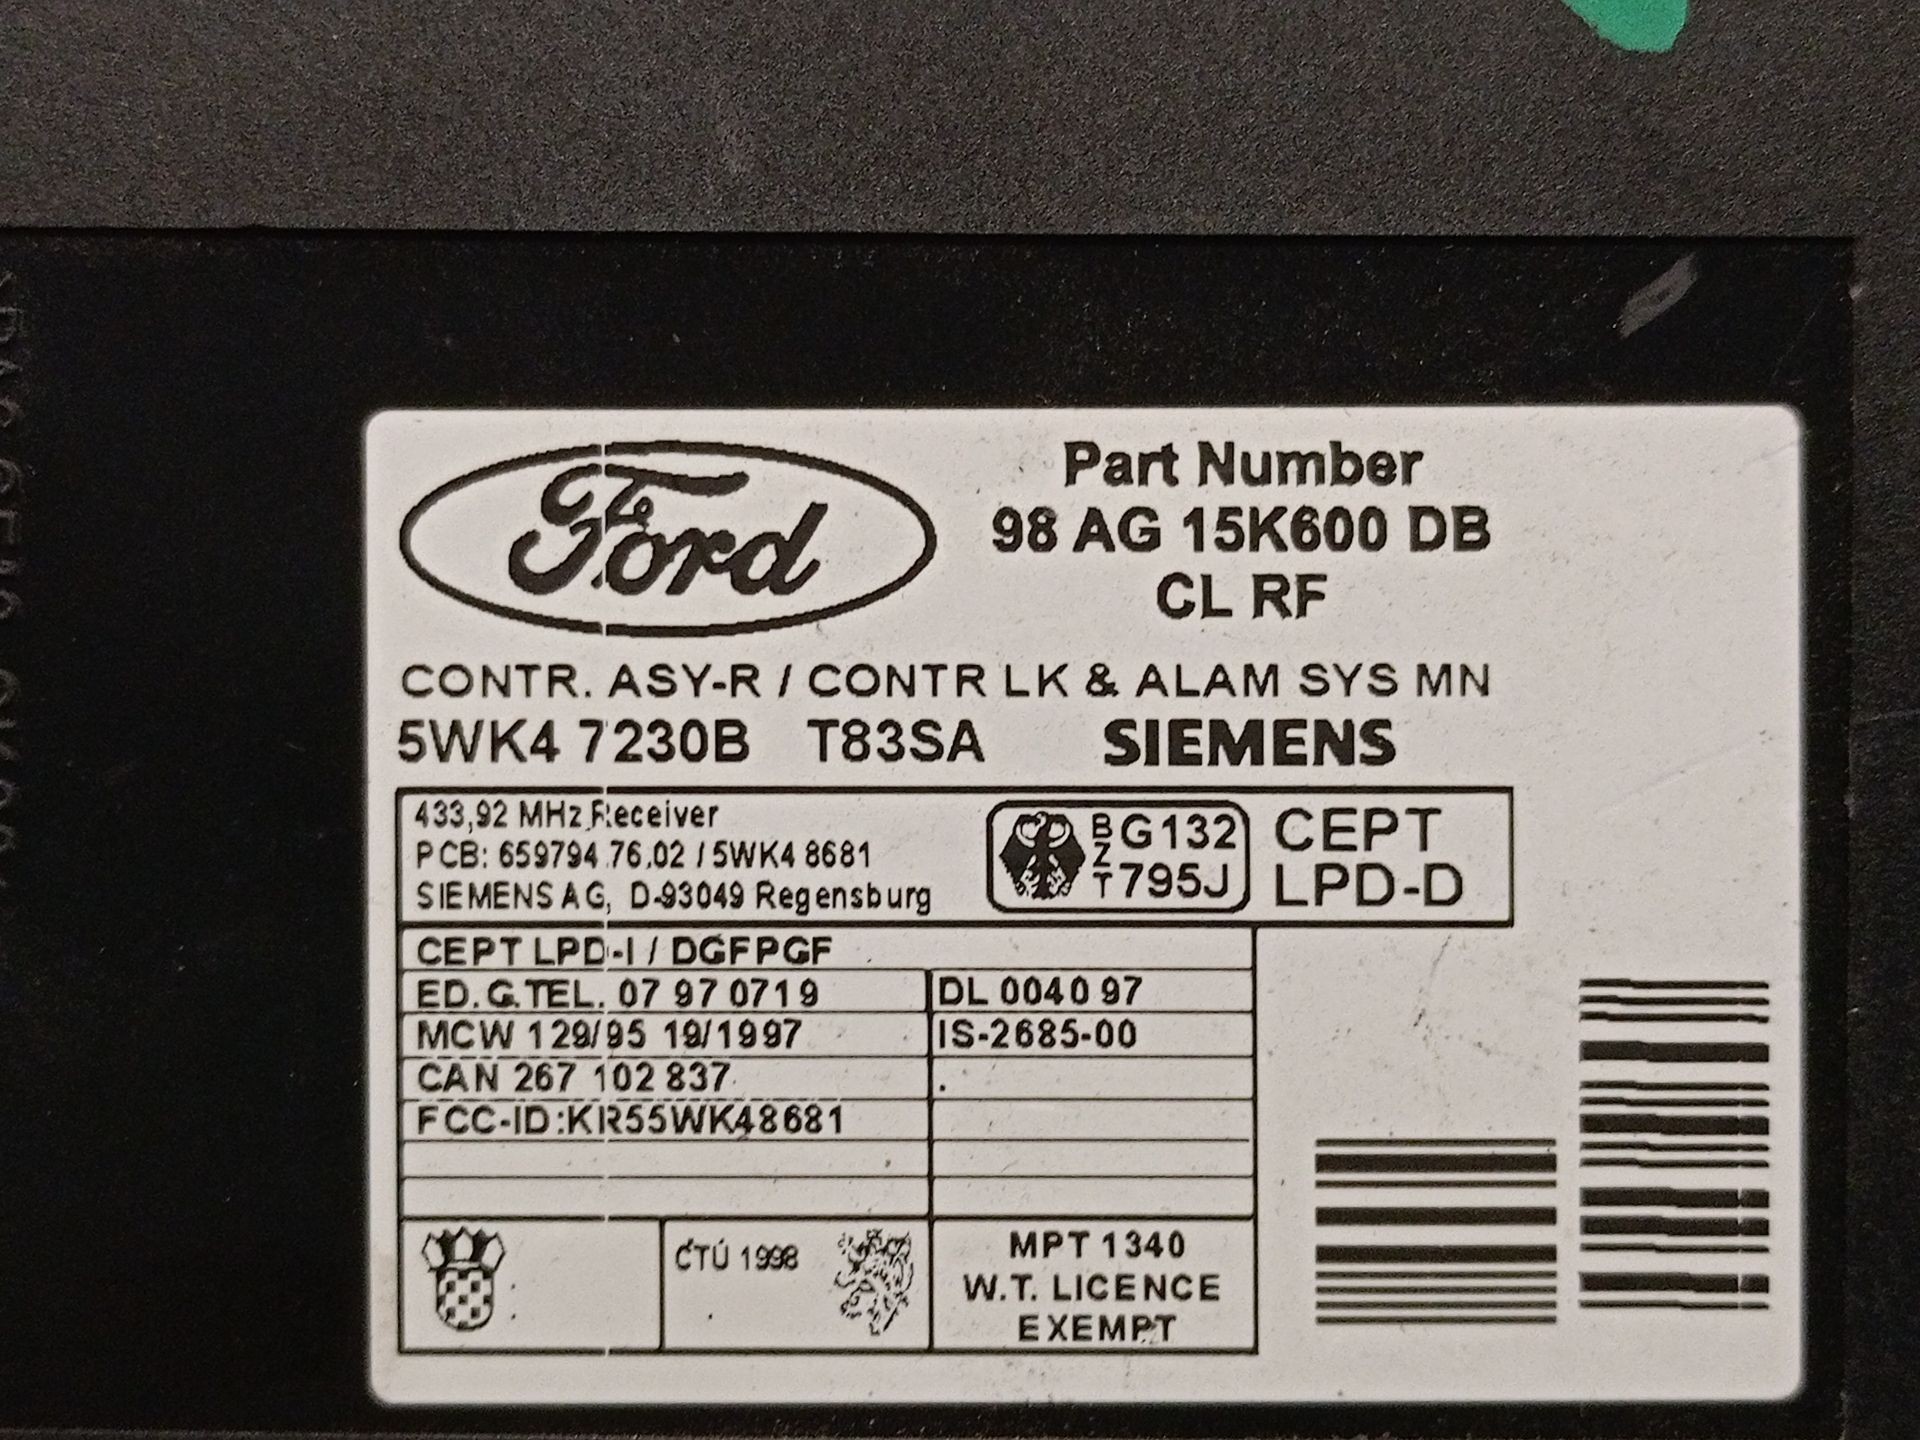 Ford
Part Number
98 AG 15K600 DB
CL RF
CONTR. ASY-R / CONTR LK & ALAM SYS MN
5WK4 7230B T83SA SIEMENS
433,92 MHz Receiver
PCB: 659794.76.02 / 5WK4 8681
SIEMENS AG, D-93049 Regensburg
BZT
G132
795J
CEPT
LPD-D
CEPT LPD-I / DGFPGF
ED.G.TEL. 07 97 0719
DL 0040 97
MCW 129/95 19/1997
IS-2685-00
CAN 267 102 837
FCC-ID:KR55WK48681
ČTÚ 1998
MPT 1340
W.T. LICENCE
EXEMPT